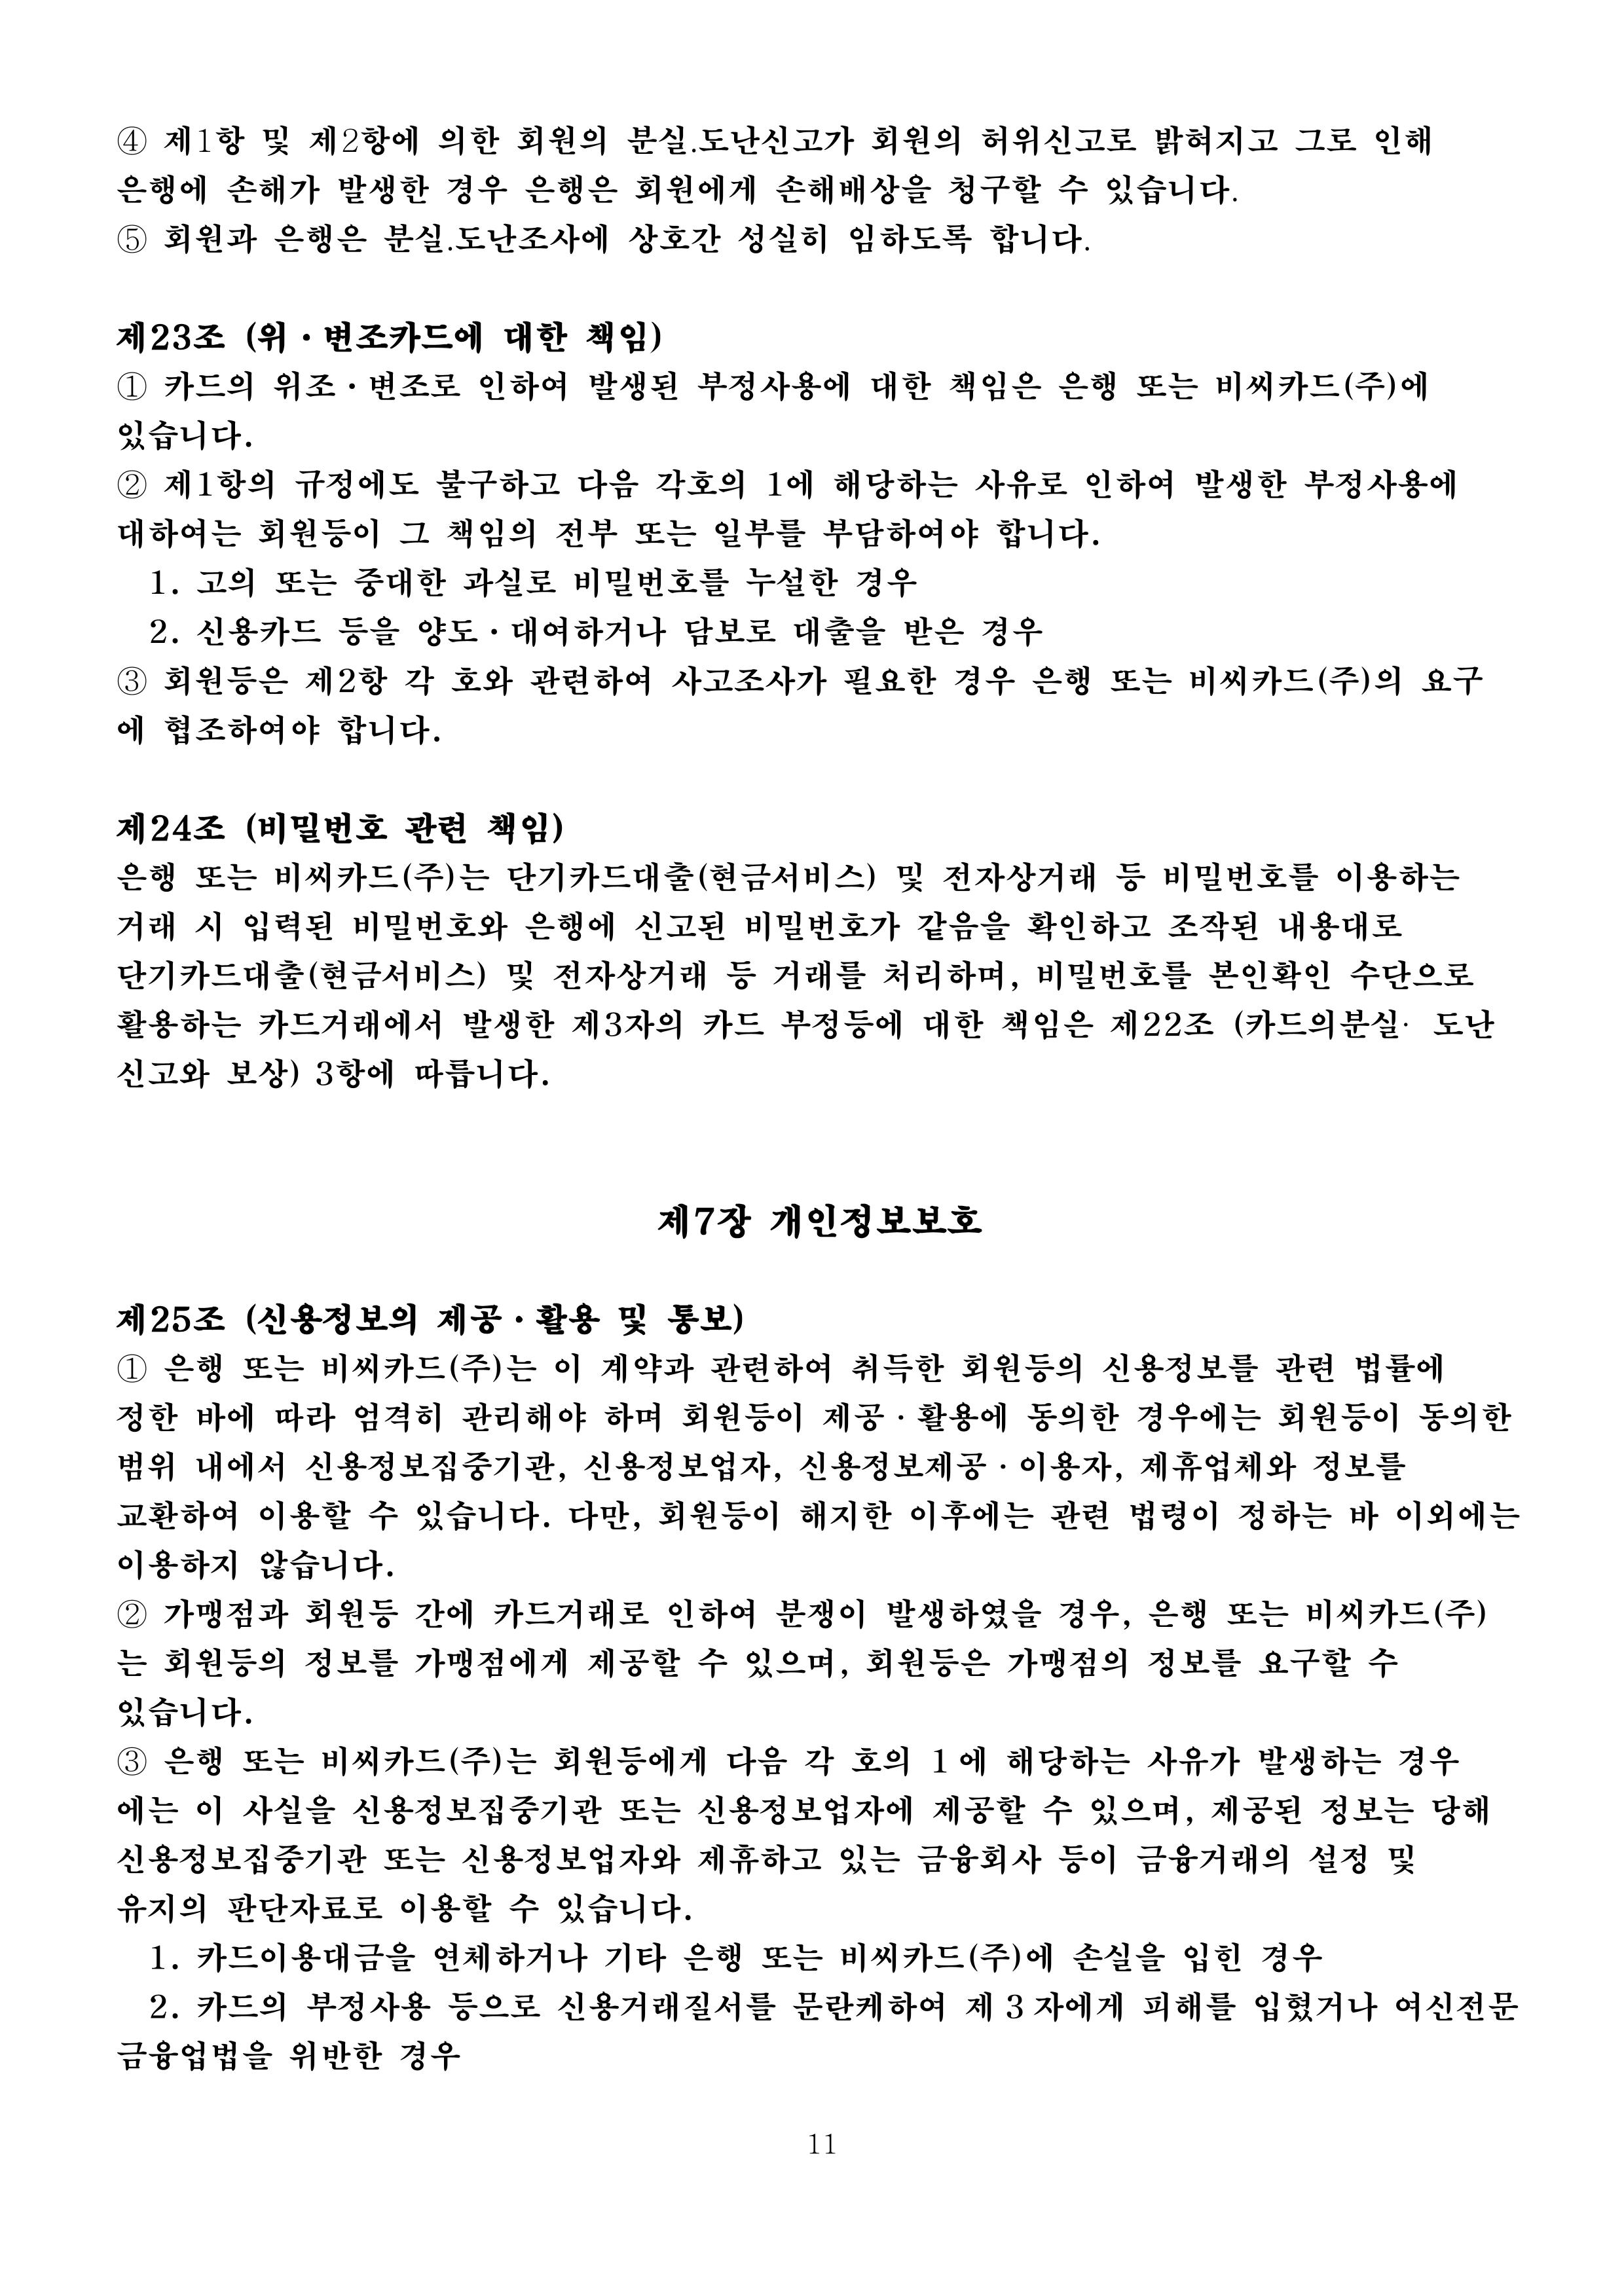 ④ 제1항 및 제2항에 의한 회원의 분실.도난신고가 회원의 허위신고로 밝혀지고 그로 인해
은행에 손해가 발생한 경우 은행은 회원에게 손해배상을 청구할 수 있습니다.
⑤ 회원과 은행은 분실.도난조사에 상호간 성실히 임하도록 합니다.
제23조 (위·변조카드에 대한 책임)
① 카드의 위조·변조로 인하여 발생된 부정사용에 대한 책임은 은행 또는 비씨카드(주)에
있습니다.
② 제1항의 규정에도 불구하고 다음 각호의 1에 해당하는 사유로 인하여 발생한 부정사용에
대하여는 회원등이 그 책임의 전부 또는 일부를 부담하여야 합니다.
1. 고의 또는 중대한 과실로 비밀번호를 누설한 경우
2. 신용카드 등을 양도·대여하거나 담보로 대출을 받은 경우
③ 회원등은 제2항 각 호와 관련하여 사고조사가 필요한 경우 은행 또는 비씨카드(주)의 요구
에 협조하여야 합니다.
제24조 (비밀번호 관련 책임)
은행 또는 비씨카드(주)는 단기카드대출(현금서비스) 및 전자상거래 등 비밀번호를 이용하는
거래 시 입력된 비밀번호와 은행에 신고된 비밀번호가 같음을 확인하고 조작된 내용대로
단기카드대출(현금서비스) 및 전자상거래 등 거래를 처리하며, 비밀번호를 본인확인 수단으로
활용하는 카드거래에서 발생한 제3자의 카드 부정등에 대한 책임은 제22조 (카드의분실· 도난
신고와 보상) 3항에 따릅니다.
제7장 개인정보보호
제25조 (신용정보의 제공·활용 및 통보)
① 은행 또는 비씨카드(주)는 이 계약과 관련하여 취득한 회원등의 신용정보를 관련 법률에
정한 바에 따라 엄격히 관리해야 하며 회원등이 제공·활용에 동의한 경우에는 회원등이 동의한
범위 내에서 신용정보집중기관, 신용정보업자, 신용정보제공·이용자, 제휴업체와 정보를
교환하여 이용할 수 있습니다. 다만, 회원등이 해지한 이후에는 관련 법령이 정하는 바 이외에는
이용하지 않습니다.
② 가맹점과 회원등 간에 카드거래로 인하여 분쟁이 발생하였을 경우, 은행 또는 비씨카드(주)
는 회원등의 정보를 가맹점에게 제공할 수 있으며, 회원등은 가맹점의 정보를 요구할 수
있습니다.
③ 은행 또는 비씨카드(주)는 회원등에게 다음 각 호의 1 에 해당하는 사유가 발생하는 경우
에는 이 사실을 신용정보집중기관 또는 신용정보업자에 제공할 수 있으며, 제공된 정보는 당해
신용정보집중기관 또는 신용정보업자와 제휴하고 있는 금융회사 등이 금융거래의 설정 및
유지의 판단자료로 이용할 수 있습니다.
1. 카드이용대금을 연체하거나 기타 은행 또는 비씨카드(주)에 손실을 입힌 경우
2. 카드의 부정사용 등으로 신용거래질서를 문란케하여 제 3 자에게 피해를 입혔거나 여신전문
금융업법을 위반한 경우
11